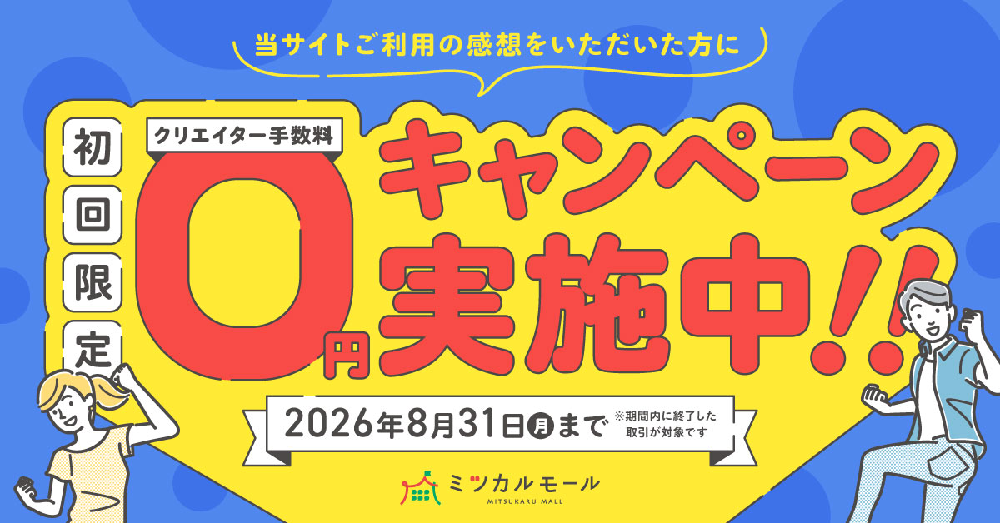 当サイトご利用の感想をいただいた方に
初回限定
クリエイター手数料
0円
キャンペーン
実施中!!
2026年8月31日月まで
※期間内に終了した
取引が対象です
ミツカルモール
MITSUKARU MALL